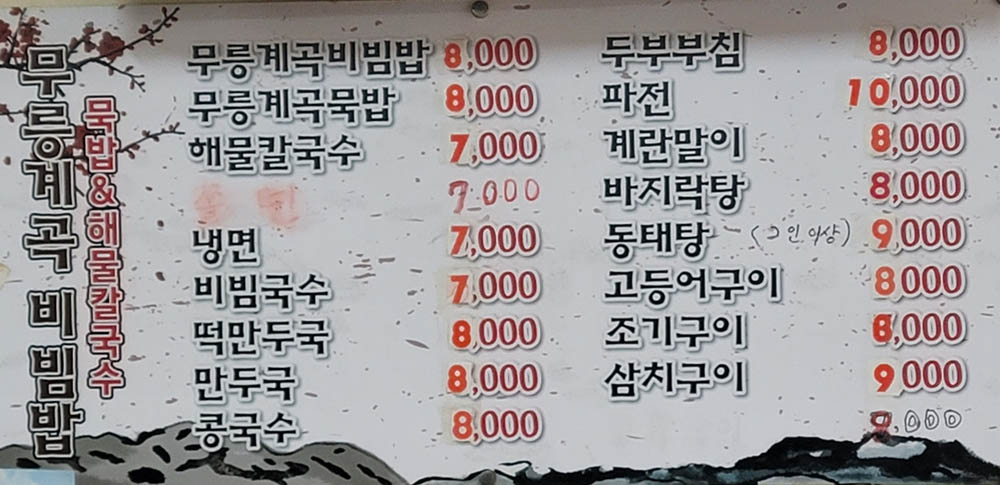 무릉계곡 비빔밥
묵밥&해물칼국수
무릉계곡비빔밥 8,000
무릉계곡묵밥 8,000
해물칼국수 7,000
7.000
냉면 7,000
비빔국수 7,000
떡만두국 8,000
만두국 8,000
콩국수 8,000
두부부침 8,000
파전 10,000
계란말이 8,000
바지락탕 8,000
동태탕 (2인 이상) 9,000
고등어구이 8,000
조기구이 8,000
삼치구이 9,000
,000